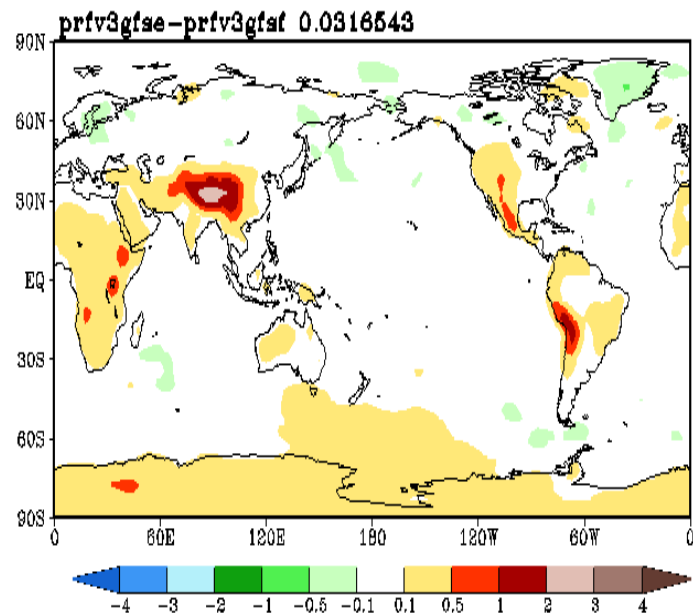 prfv3gfse-prfv3gfsf 0.0316543
90N
60N
30N
EQ
30S
60S
90S
0 60E 120E 180 120W 60W 0
-4 -3 -2 -1 -0.5 -0.1 0.1 0.5 1 2 3 4